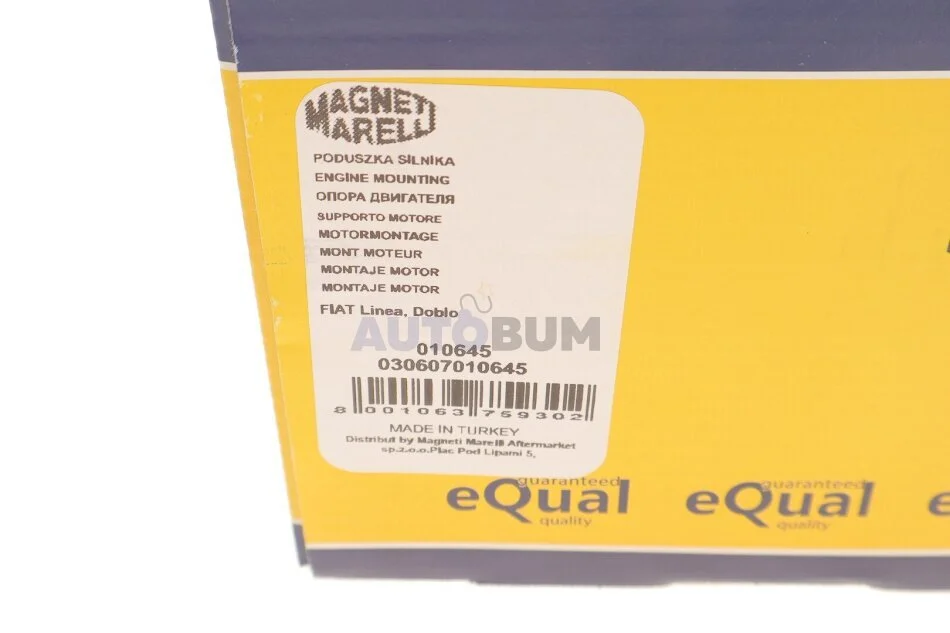 MAGNETI
MARELLI
PODUSZKA SILNIKA
ENGINE MOUNTING
ОПОРА ДВИГАТЕЛЯ
SUPPORTO MOTORE
MOTORMONTAGE
MONT MOTEUR
MONTAJE MOTOR
MONTAJE MOTOR
FIAT Linea, Doblo
AUTOBUM
010645
030607010645
8 001063 759302
MADE IN TURKEY
Distribut by Magneti Marelli Aftermarket
sp.z.o.o.Plac Pod Lipami 5,
guaranteed guaranteed
eQual eQual e
quality quality